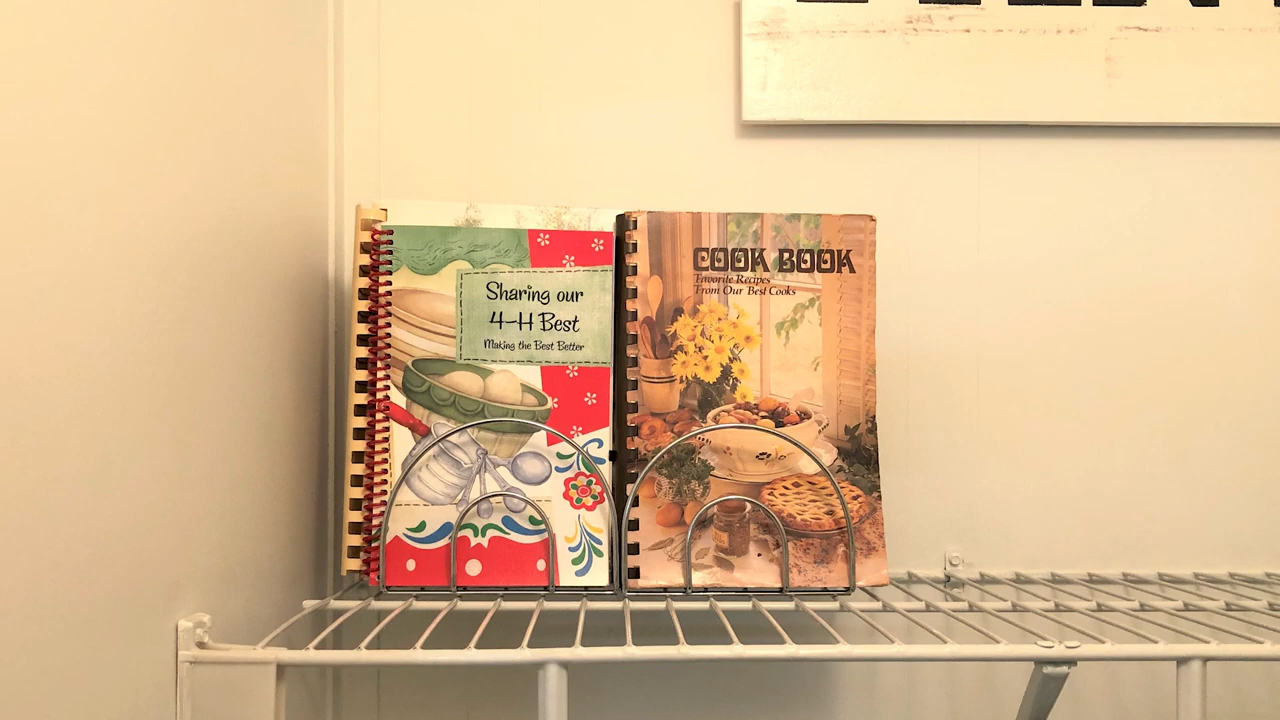 Sharing our
4-H Best
Making the Best Better
COOK BOOK
Favorite Recipes
From Our Best Cooks